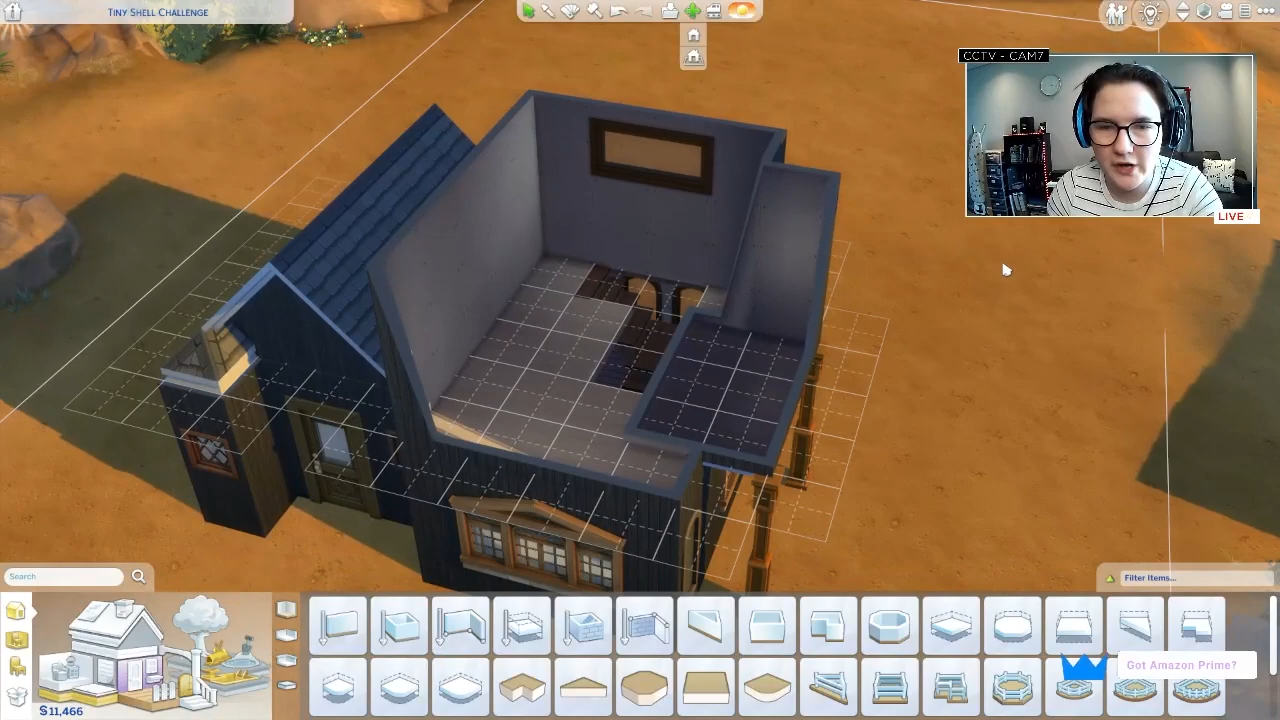 TINY SHELL CHALLENGE
CCTV - CAM7
LIVE
Search
Filter Items...
Got Amazon Prime?
§11,466